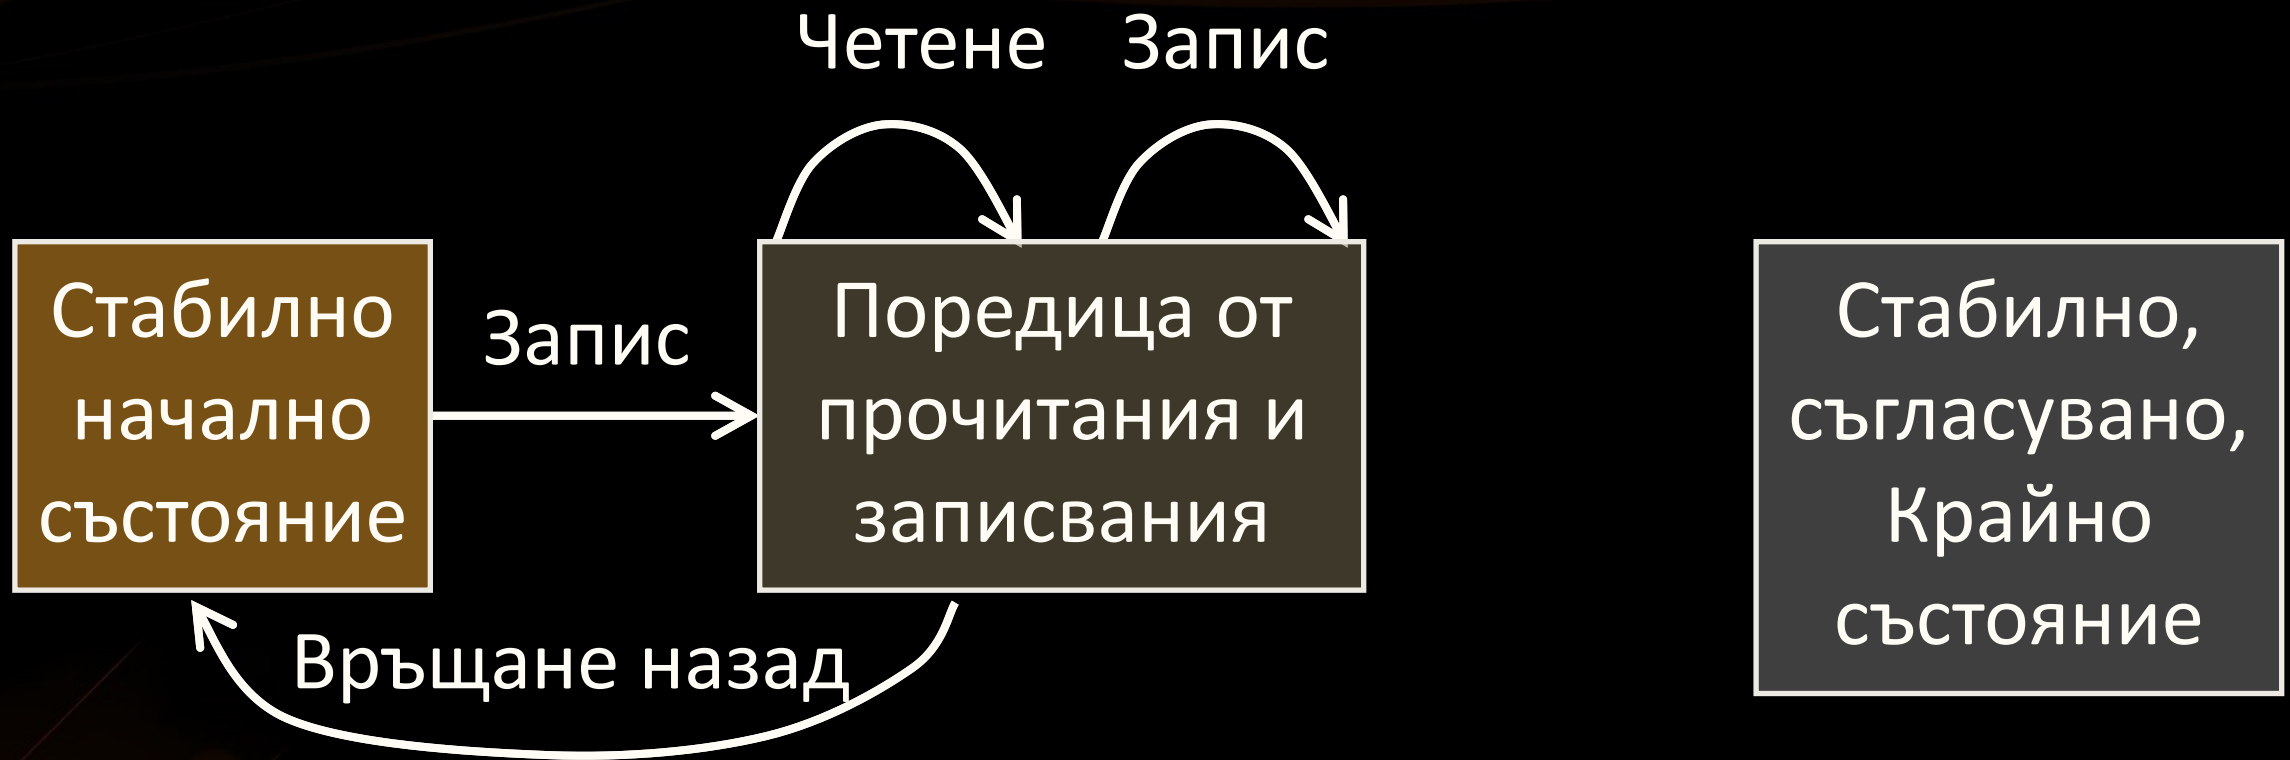 Четене Запис
Стабилно
начално
състояние
Запис
Поредица от
прочитания и
записвания
Стабилно,
съгласувано,
Крайно
състояние
Връщане назад